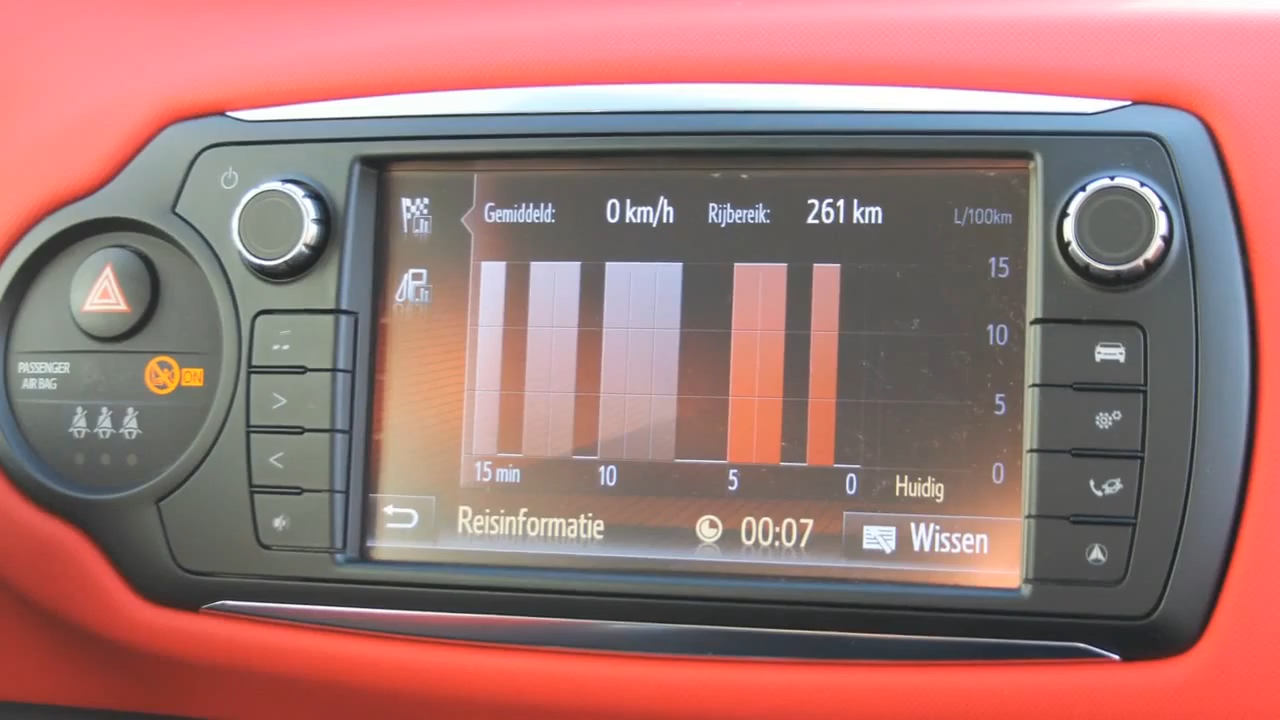 Gemiddeld: 0 km/h Rijbereik: 261 km L/100km
15
10
5
0
15 min 10 5 0 Huidig
Reisinformatie 00:07 Wissen
PASSENGER
AIR BAG
ON